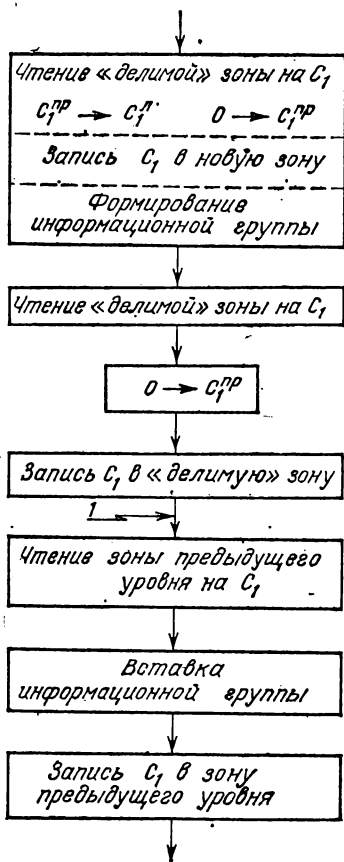 Чтение «делимой» зоны на C₁
C₁ᴾᴿ → C₁ᴫ· 0 → C₁ᴾᴿ
Запись C₁ в новую зону
Формирование
информационной группы
Чтение «делимой» зоны на C₁
0 → C₁ᴾᴿ
Запись C₁ в «делимую» зону
1
Чтение зоны предыдущего
уровня на C₁
Вставка
информационной группы
Запись C₁ в зону
предыдущего уровня